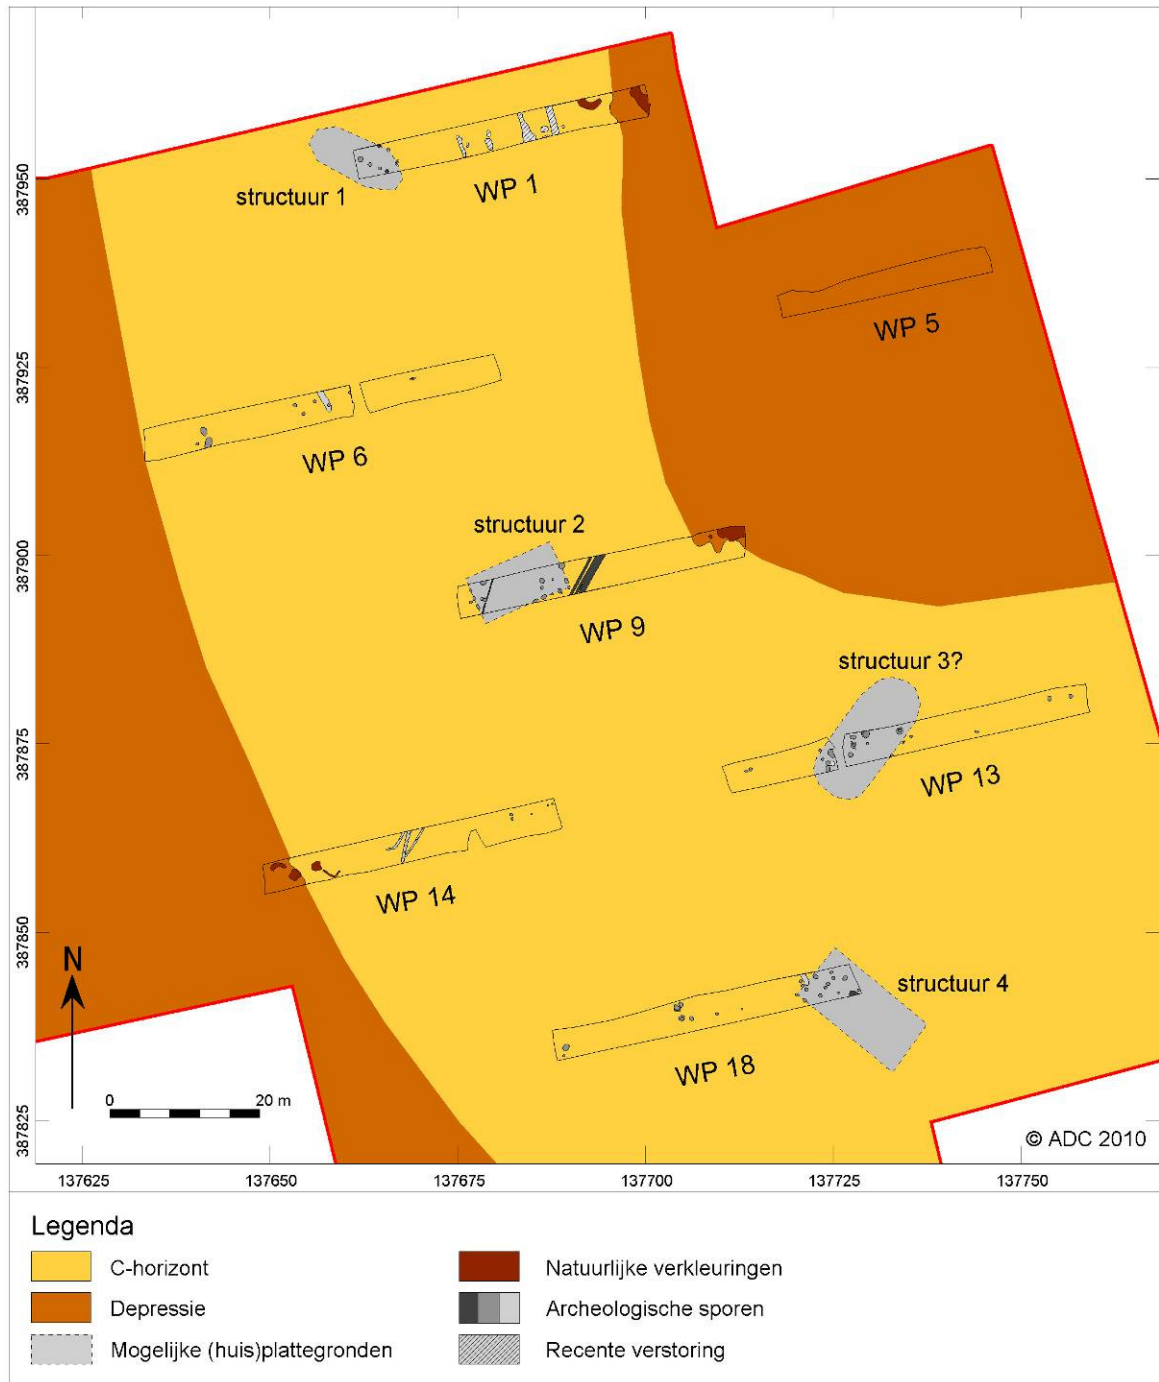 387950
structuur 1
WP 1
WP 5
387925
WP 6
structuur 2
387900
WP 9
structuur 3?
387875
WP 13
WP 14
387850
N
structuur 4
WP 18
0 20 m
387825
© ADC 2010
137625 137650 137675 137700 137725 137750
Legenda
C-horizont
Depressie
Mogelijke (huis)plattegronden
Natuurlijke verkleuringen
Archeologische sporen
Recente verstoring